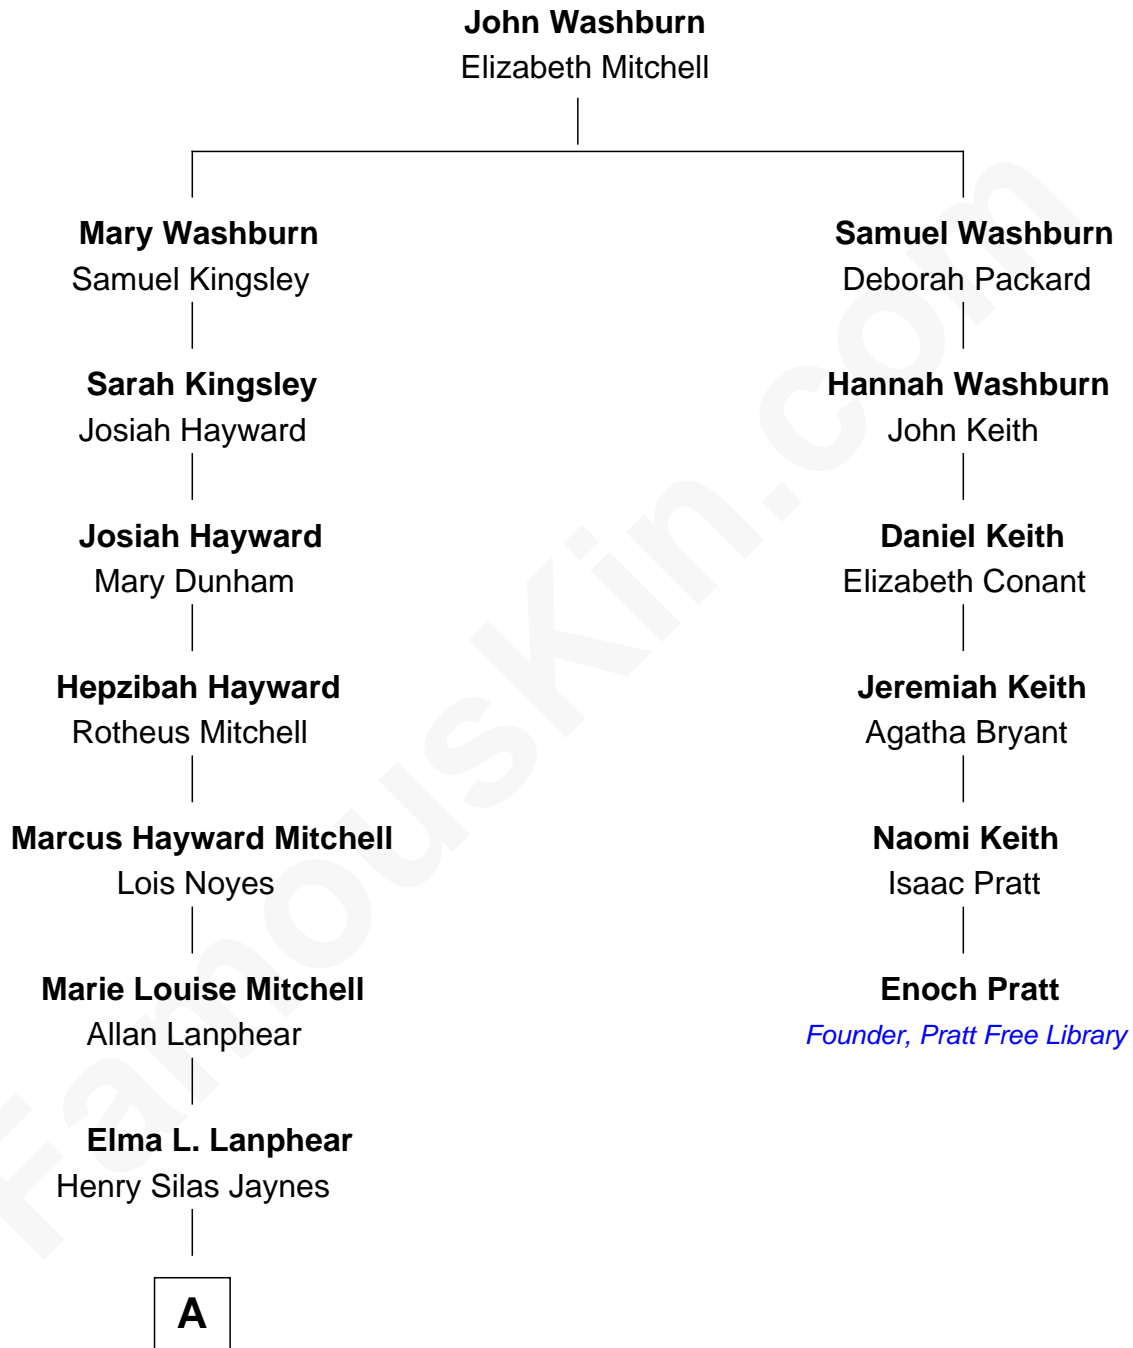 John Washburn
Elizabeth Mitchell
Mary Washburn
Samuel Kingsley
Samuel Washburn
Deborah Packard
Sarah Kingsley
Josiah Hayward
Hannah Washburn
John Keith
Josiah Hayward
Mary Dunham
Daniel Keith
Elizabeth Conant
Hepzibah Hayward
Rotheus Mitchell
Jeremiah Keith
Agatha Bryant
Marcus Hayward Mitchell
Lois Noyes
Naomi Keith
Isaac Pratt
Marie Louise Mitchell
Allan Lanphear
Enoch Pratt
Founder, Pratt Free Library
Elma L. Lanphear
Henry Silas Jaynes
A
FamousKin.com